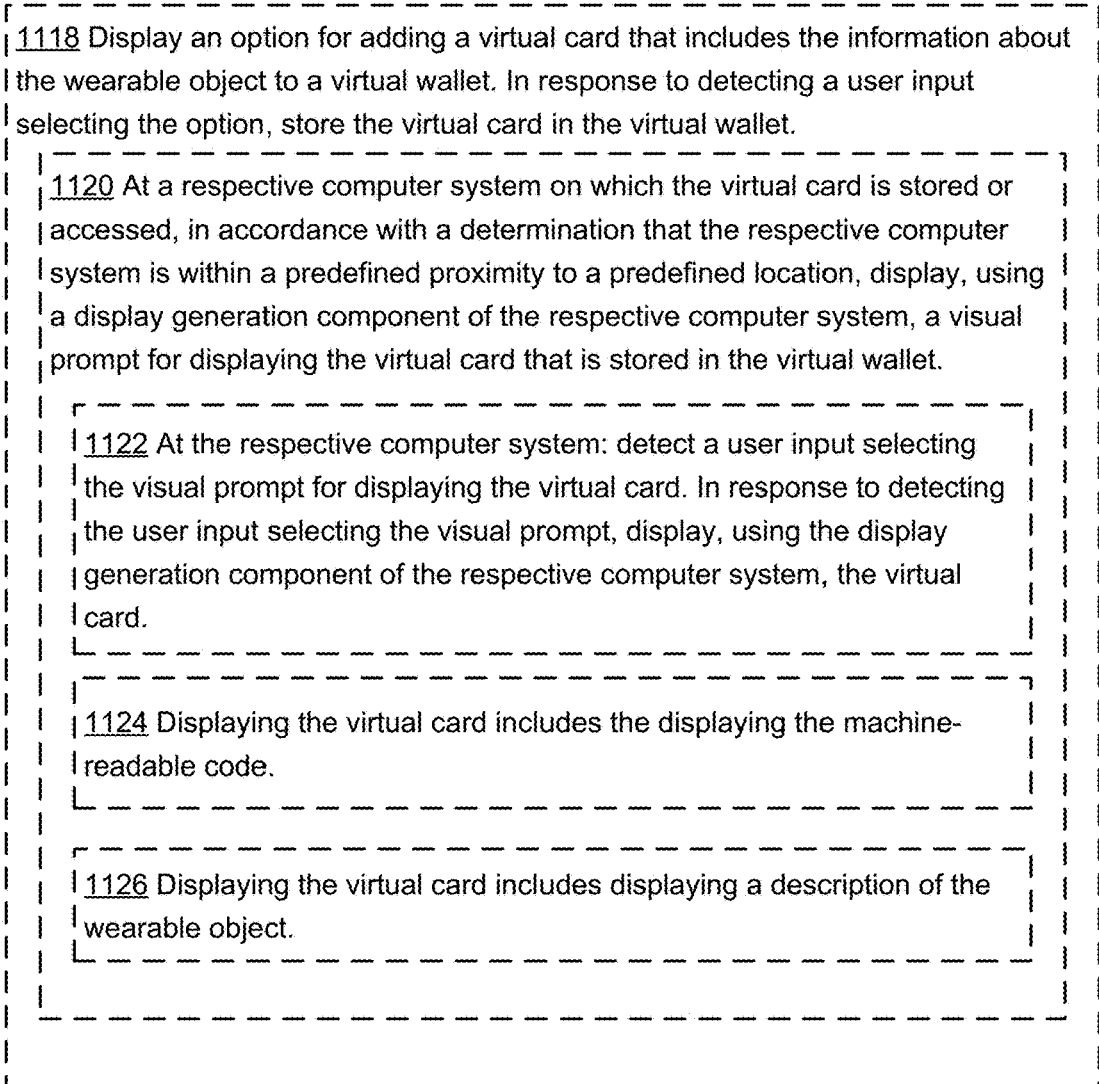 1118 Display an option for adding a virtual card that includes the information about
the wearable object to a virtual wallet. In response to detecting a user input
selecting the option, store the virtual card in the virtual wallet.
1120 At a respective computer system on which the virtual card is stored or
accessed, in accordance with a determination that the respective computer
system is within a predefined proximity to a predefined location, display, using
a display generation component of the respective computer system, a visual
prompt for displaying the virtual card that is stored in the virtual wallet.
1122 At the respective computer system: detect a user input selecting
the visual prompt for displaying the virtual card. In response to detecting
the user input selecting the visual prompt, display, using the display
generation component of the respective computer system, the virtual
card.
1124 Displaying the virtual card includes the displaying the machine-
readable code.
1126 Displaying the virtual card includes displaying a description of the
wearable object.